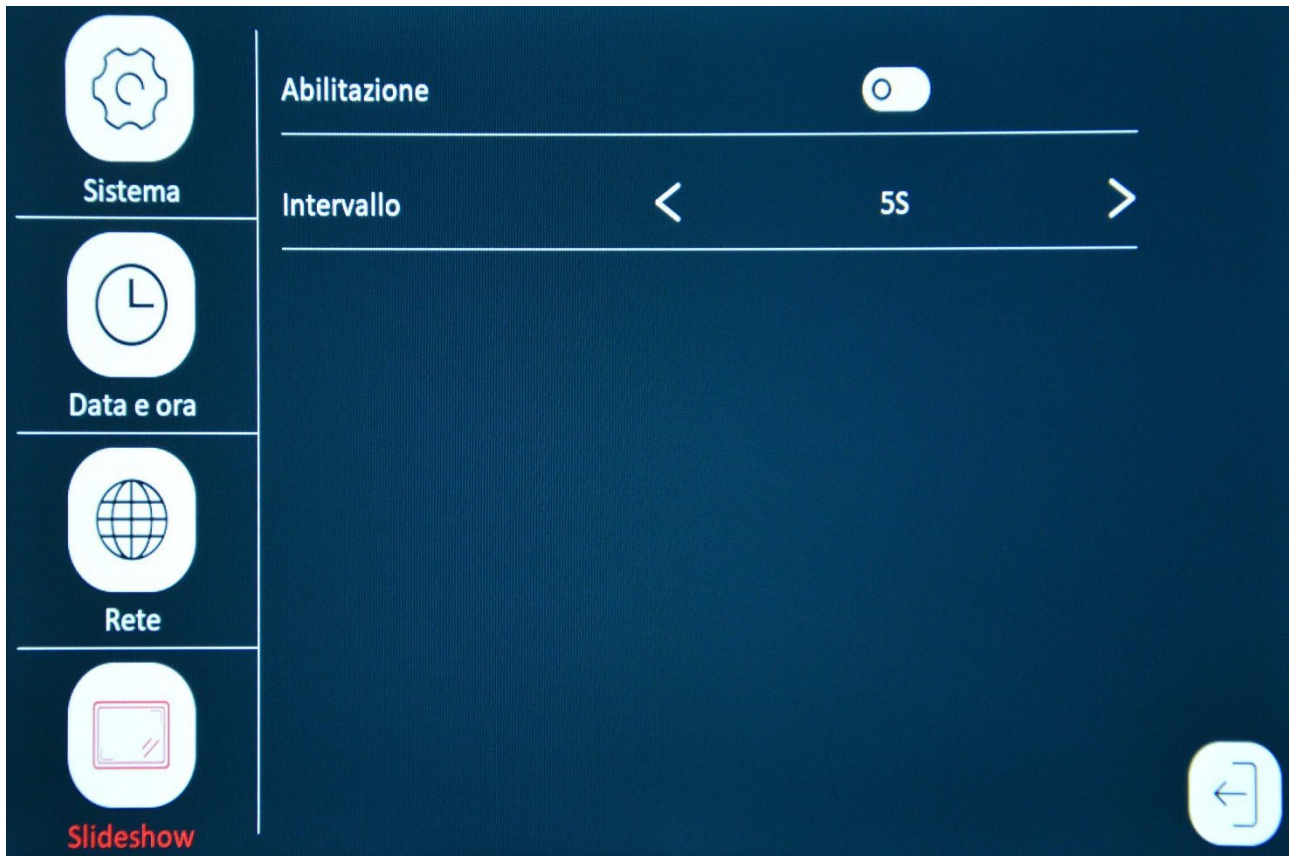 Abilitazione
Sistema
Intervallo
5S
Data e ora
Rete
Slideshow